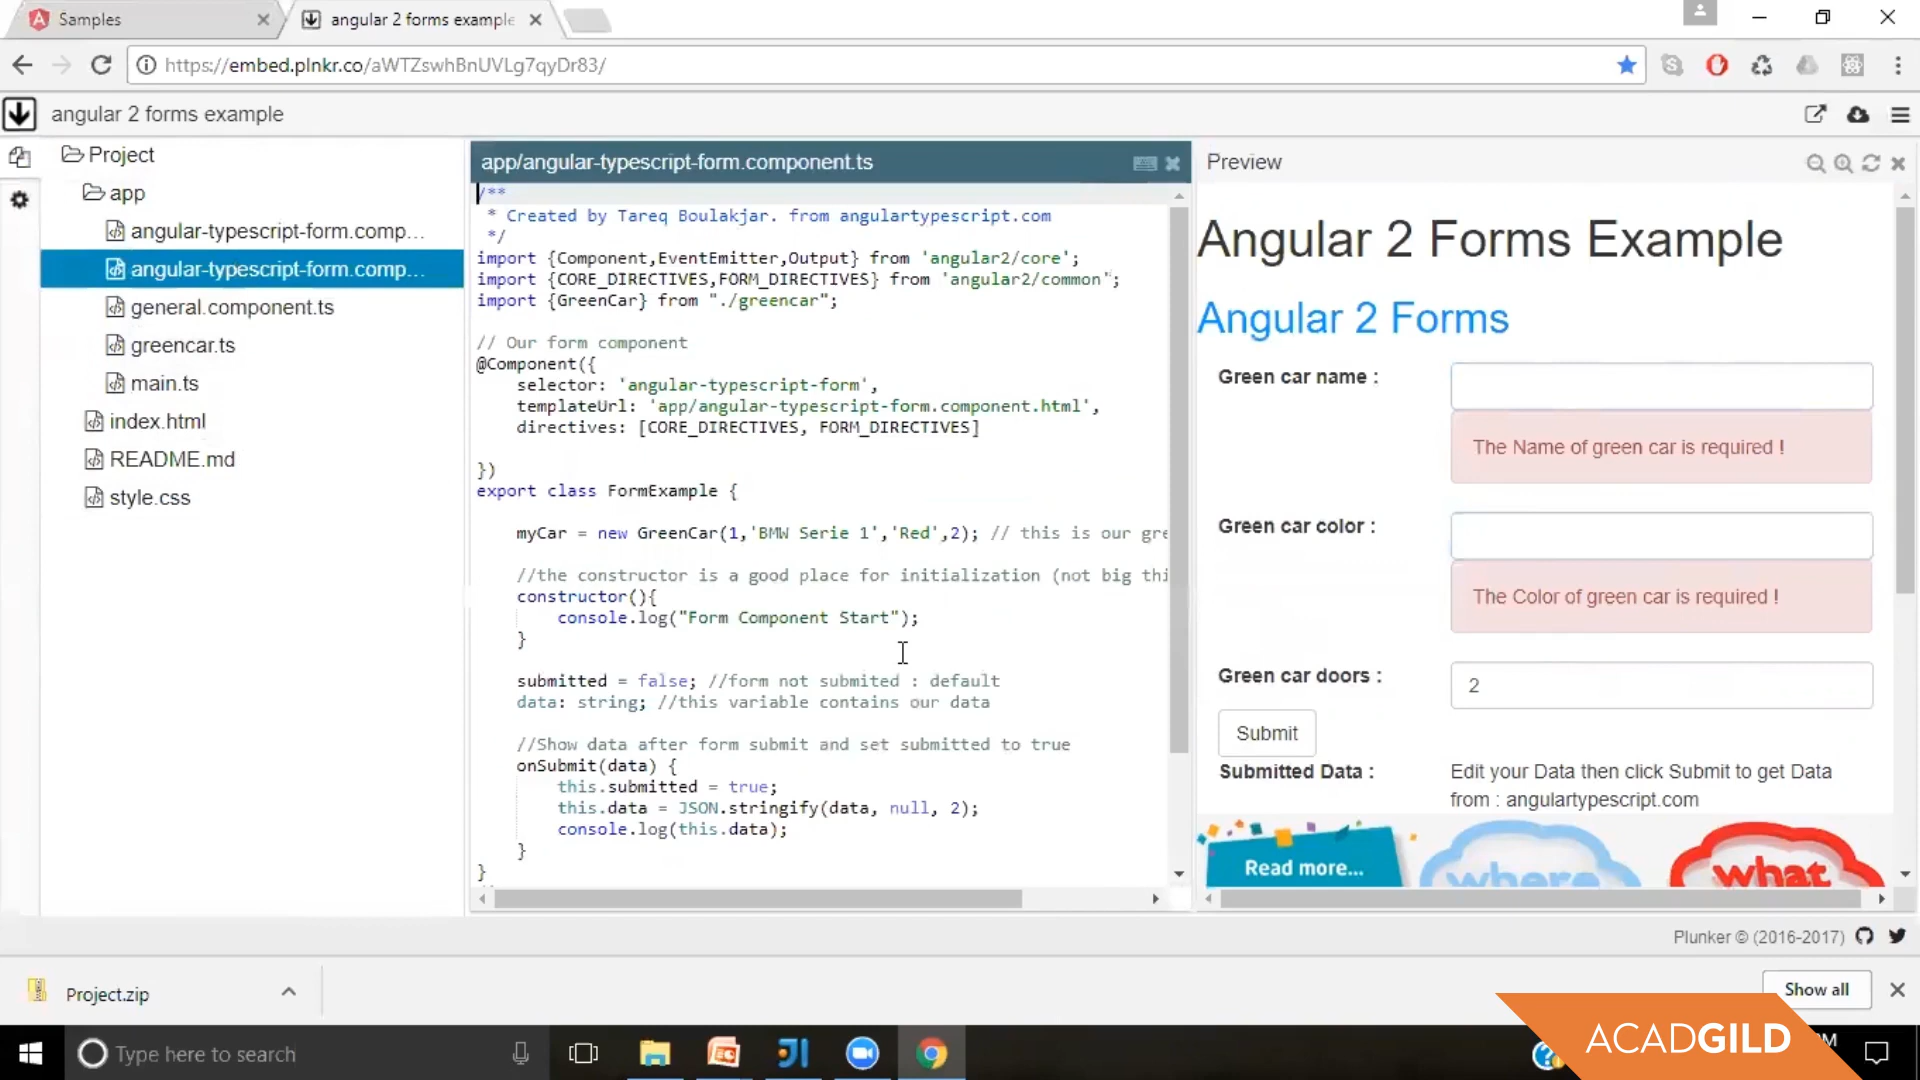 Samples
angular 2 forms example
https://embed.plnkr.co/aWTZswhBnUVLg7qyDr83/
angular 2 forms example
Project
app
angular-typescript-form.comp...
angular-typescript-form.comp...
general.component.ts
greencar.ts
main.ts
index.html
README.md
style.css
app/angular-typescript-form.component.ts
/**
* Created by Tareq Boulakjar. from angulartypescript.com
*/
import {Component,EventEmitter,Output} from 'angular2/core';
import {CORE_DIRECTIVES,FORM_DIRECTIVES} from 'angular2/common';
import {GreenCar} from "./greencar";
// Our form component
@Component({
selector: 'angular-typescript-form',
templateUrl: 'app/angular-typescript-form.component.html',
directives: [CORE_DIRECTIVES, FORM_DIRECTIVES]
})
export class FormExample {
myCar = new GreenCar(1,'BMW Serie 1','Red',2); // this is our gre
//the constructor is a good place for initialization (not big thi
constructor(){
console.log("Form Component Start");
}
submitted = false; //form not submited : default
data: string; //this variable contains our data
//Show data after form submit and set submitted to true
onSubmit(data) {
this.submitted = true;
this.data = JSON.stringify(data, null, 2);
console.log(this.data);
}
}
Preview
Angular 2 Forms Example
Angular 2 Forms
Green car name :
The Name of green car is required !
Green car color :
The Color of green car is required !
Green car doors :
2
Submit
Submitted Data :
Edit your Data then click Submit to get Data
from : angulartypescript.com
Read more...
where
what
Plunker © (2016-2017)
Project.zip
Show all
Type here to search
ACADGILD